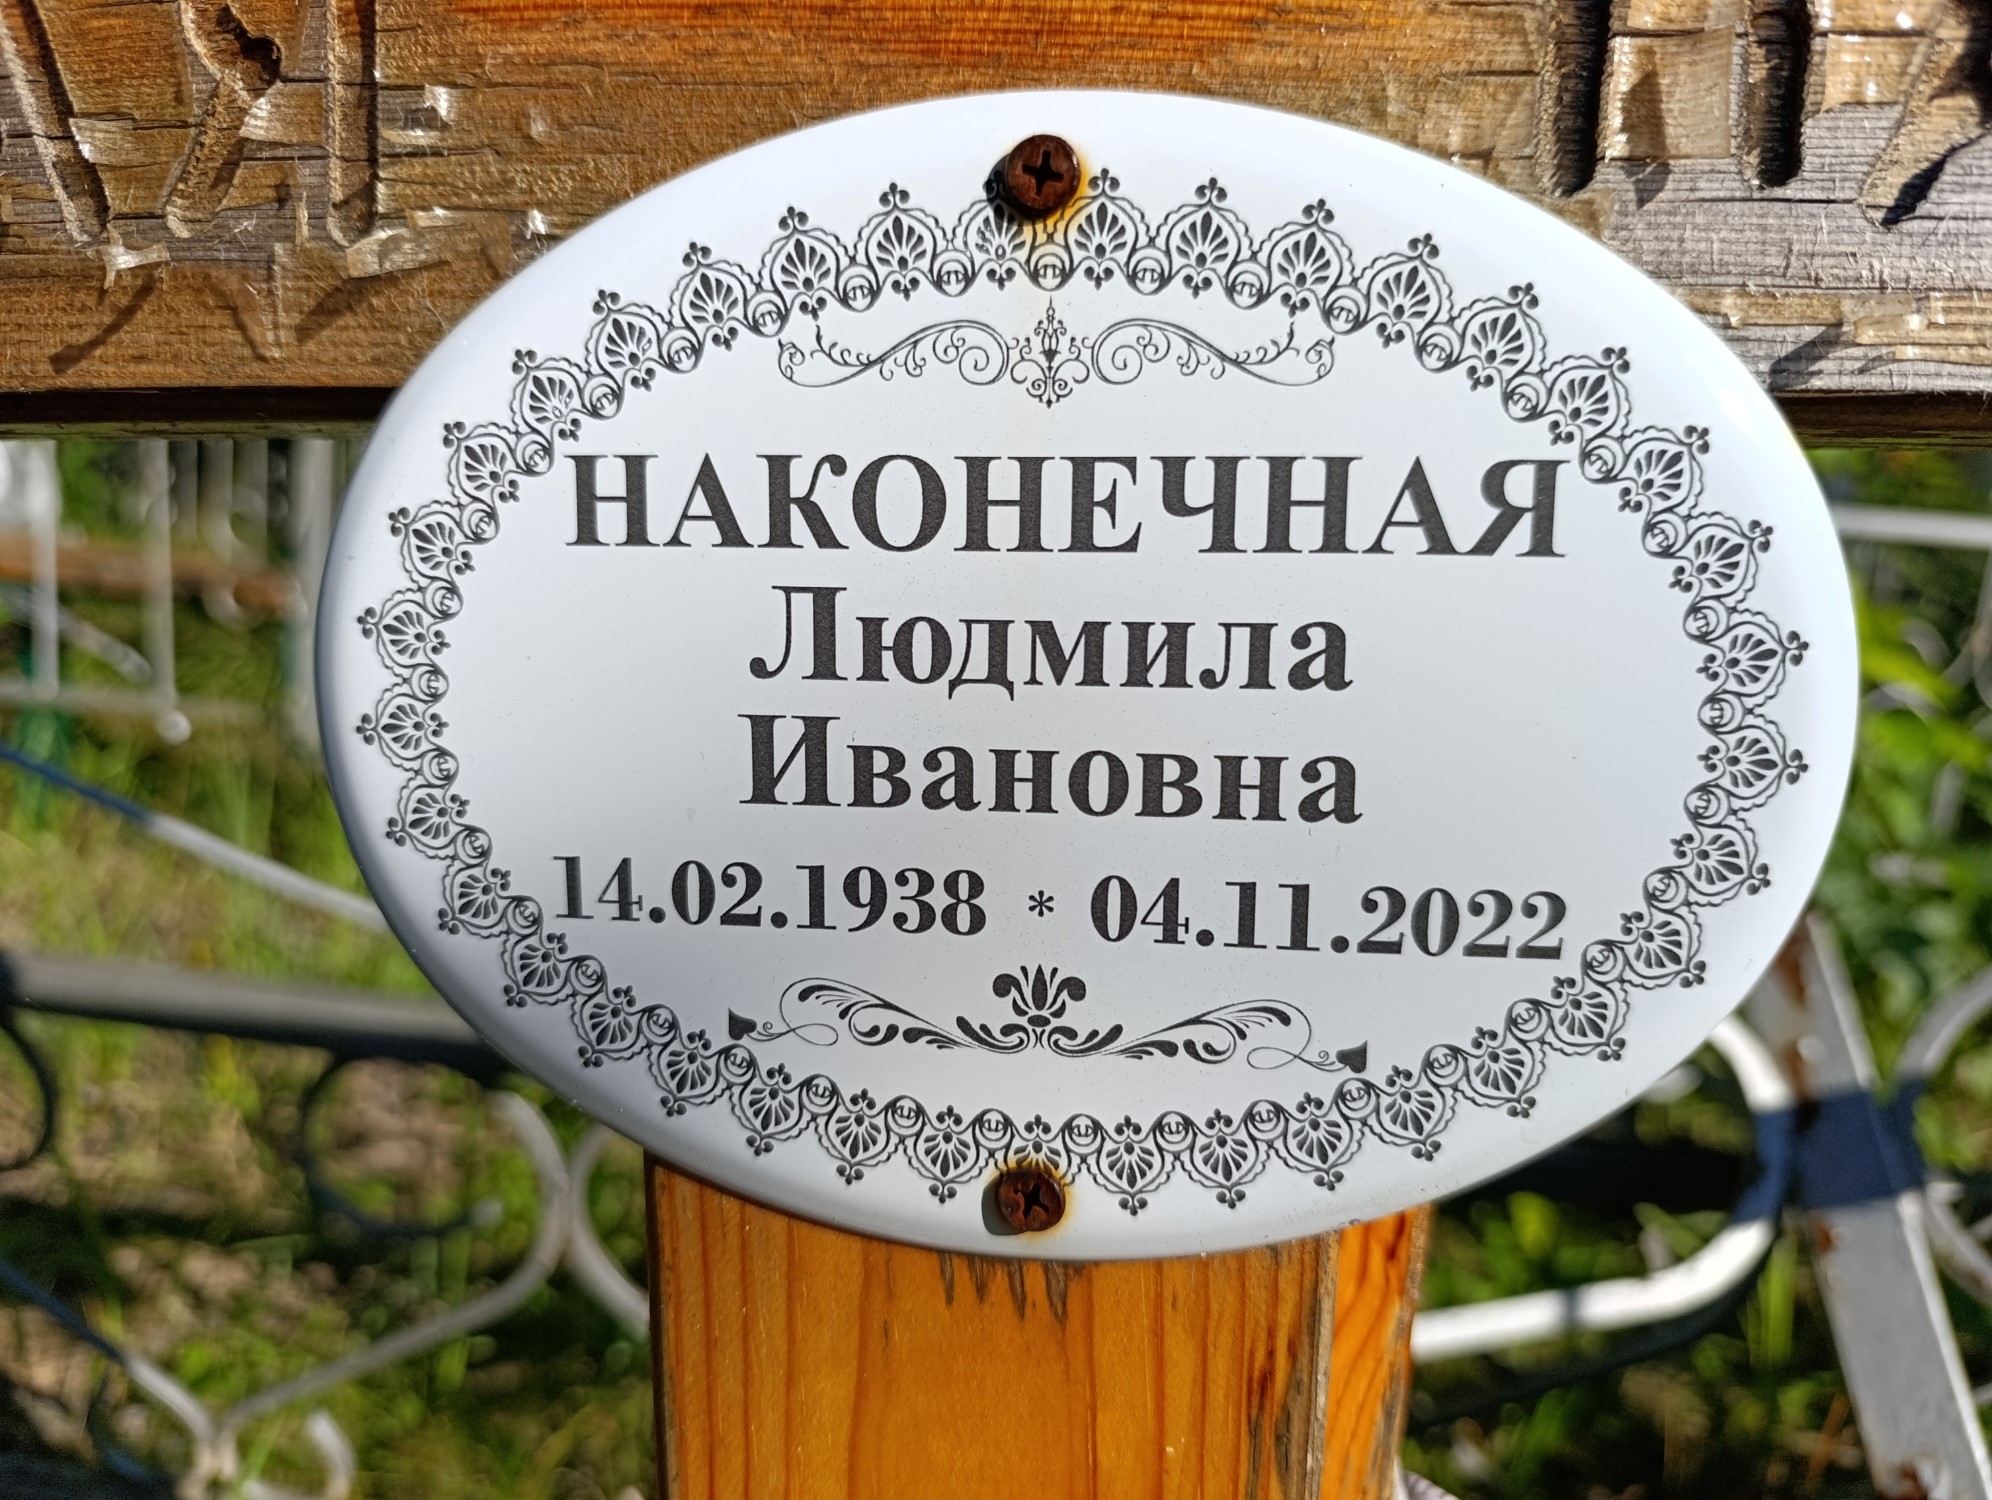 НАКОНЕЧНАЯ
Людмила
Ивановна
14.02.1938 * 04.11.2022